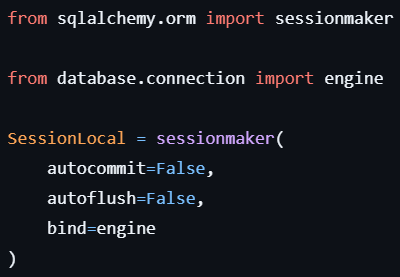 from sqlalchemy.orm import sessionmaker
from database.connection import engine
SessionLocal = sessionmaker(
    autocommit=False,
    autoflush=False,
    bind=engine
)